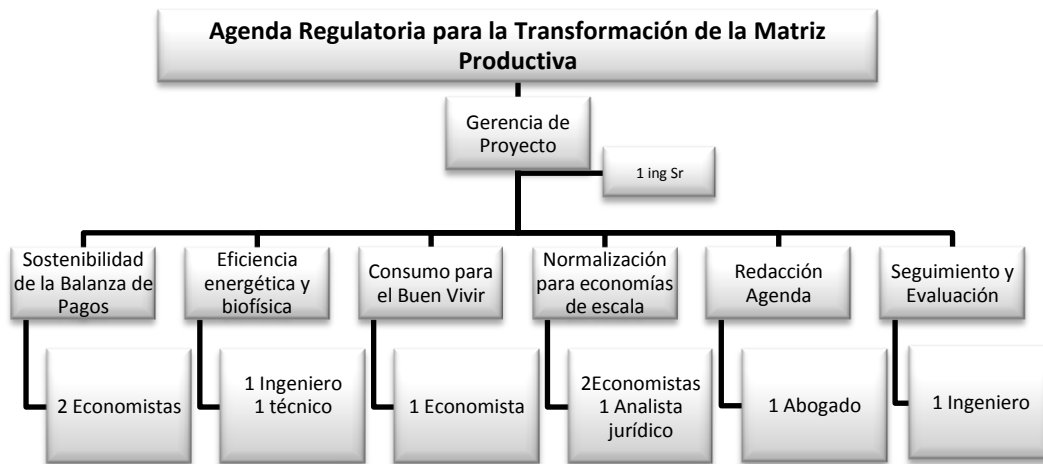 Agenda Regulatoria para la Transformación de la Matriz
Productiva
Gerencia de
Proyecto
1 ing Sr
Sostenibilidad
de la Balanza de
Pagos
Eficiencia
energética y
biofísica
Consumo para
el Buen Vivir
Normalización
para economías
de escala
Redacción
Agenda
Seguimiento y
Evaluación
2 Economistas
1 Ingeniero
1 técnico
1 Economista
2Economistas
1 Analista
jurídico
1 Abogado
1 Ingeniero